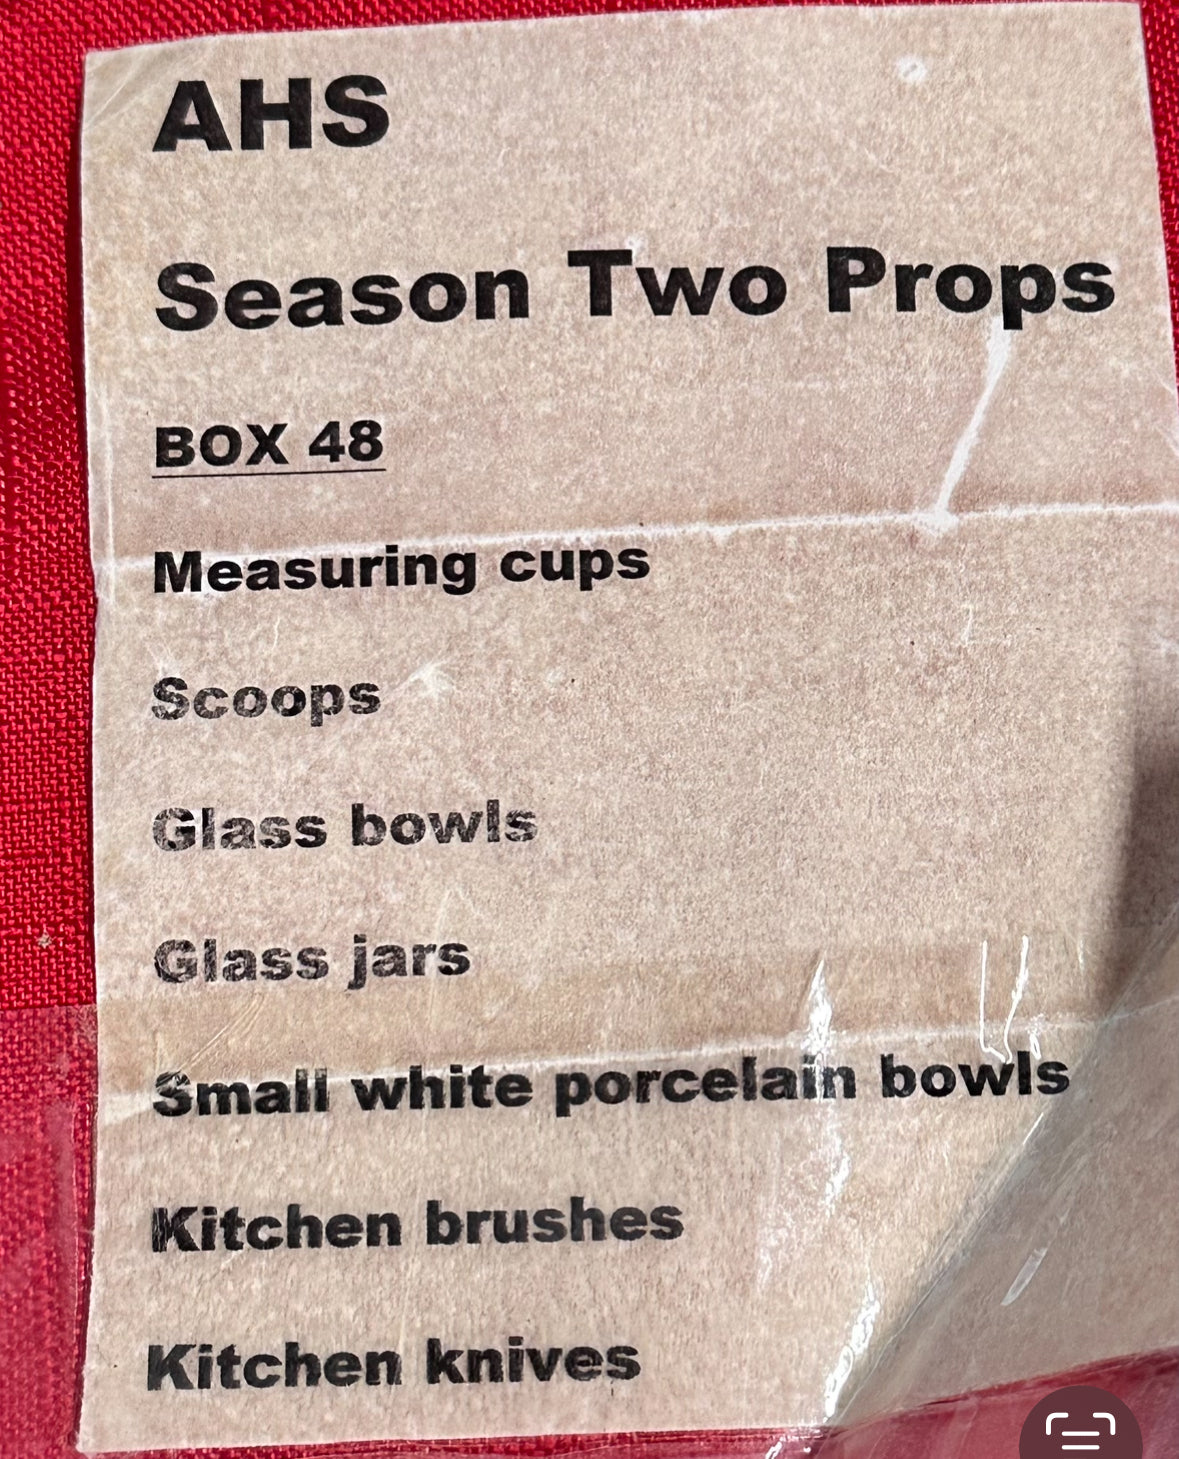 AHS
Season Two Props
BOX 48
Measuring cups
Scoops
Glass bowls
Glass jars
Small white porcelain bowls
Kitchen brushes
Kitchen knives